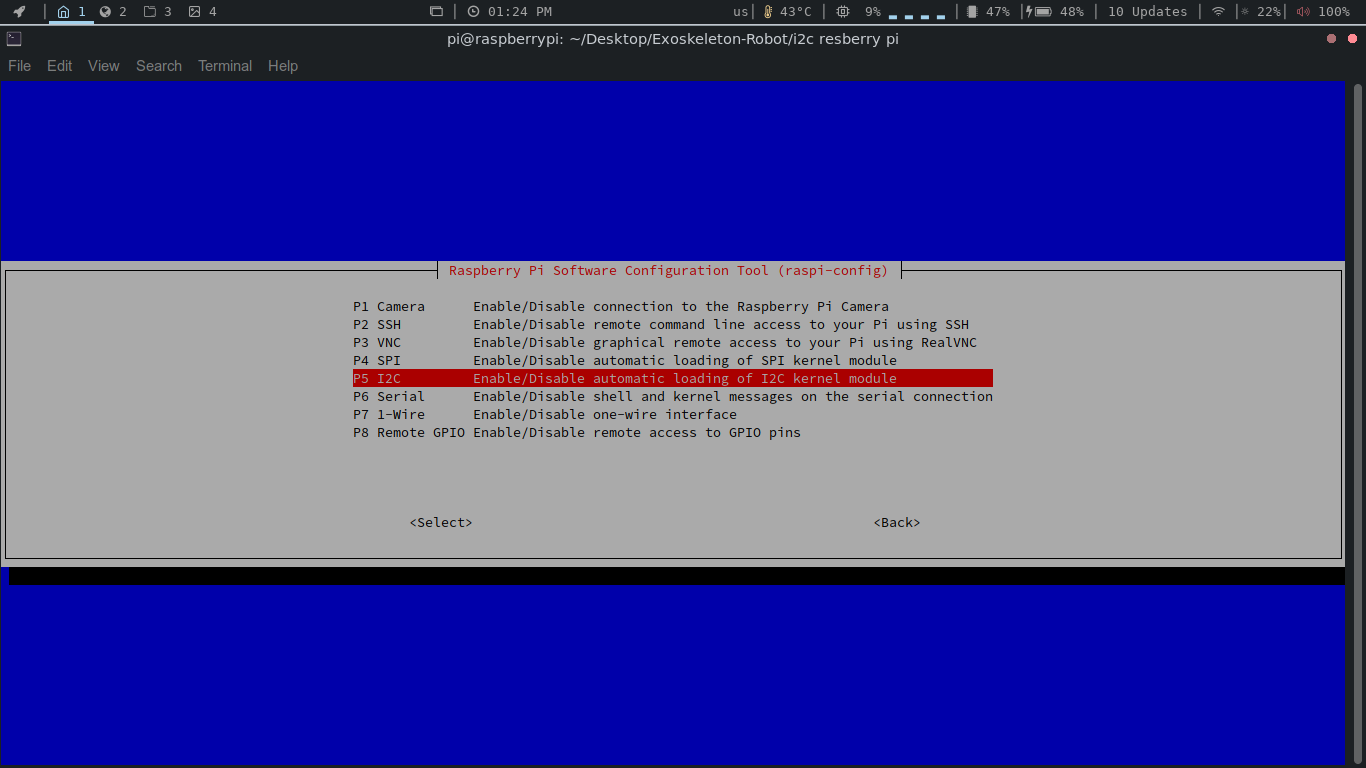 1 2 3 4 01:24 PM us 43°C 9% 47% 48% 10 Updates 22% 100%
pi@raspberrypi: ~/Desktop/Exoskeleton-Robot/i2c resberry pi
File Edit View Search Terminal Help
Raspberry Pi Software Configuration Tool (raspi-config)
P1 Camera Enable/Disable connection to the Raspberry Pi Camera
P2 SSH Enable/Disable remote command line access to your Pi using SSH
P3 VNC Enable/Disable graphical remote access to your Pi using RealVNC
P4 SPI Enable/Disable automatic loading of SPI kernel module
P5 I2C Enable/Disable automatic loading of I2C kernel module
P6 Serial Enable/Disable shell and kernel messages on the serial connection
P7 1-Wire Enable/Disable one-wire interface
P8 Remote GPIO Enable/Disable remote access to GPIO pins
<Select> <Back>